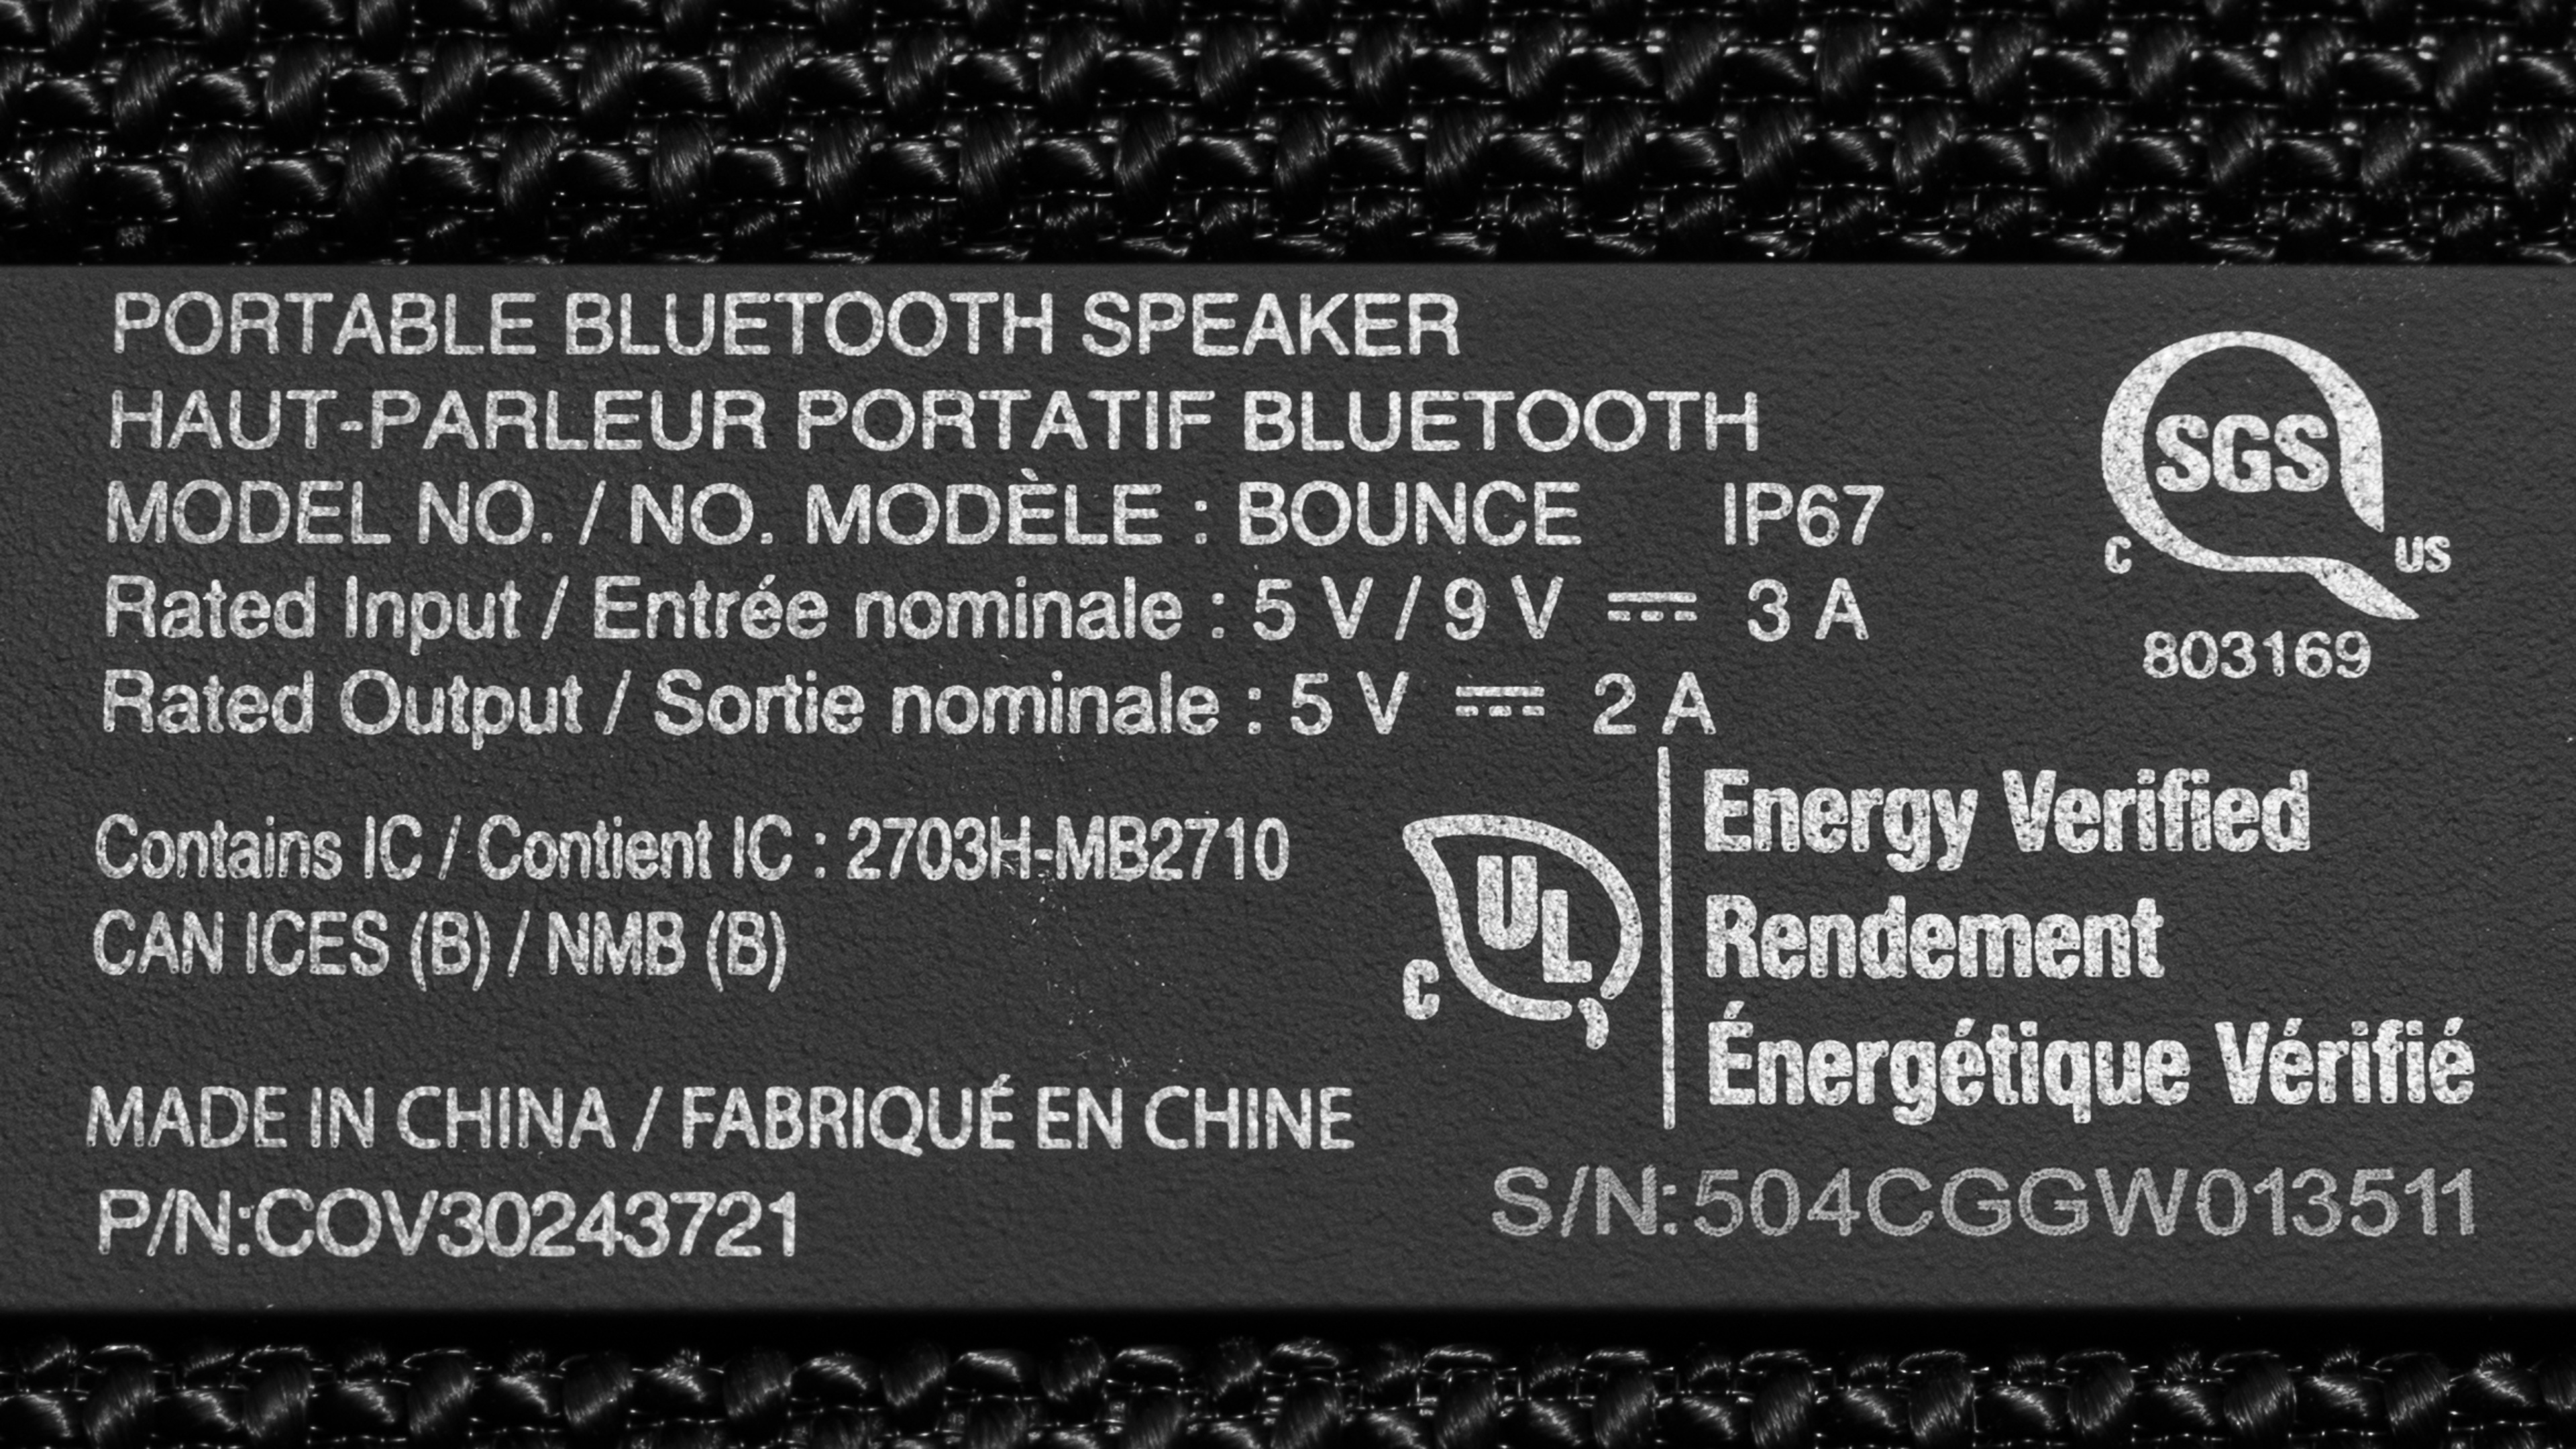 PORTABLE BLUETOOTH SPEAKER
HAUT-PARLEUR PORTATIF BLUETOOTH
MODEL NO. / NO. MODÈLE : BOUNCE IP67
Rated Input / Entrée nominale : 5 V / 9 V ⎓ 3 A
Rated Output / Sortie nominale : 5 V ⎓ 2 A
SGS
C US
803169
Contains IC / Contient IC : 2703H-MB2710
CAN ICES (B) / NMB (B)
UL
C
Energy Verified
Rendement
Énergétique Vérifié
MADE IN CHINA / FABRIQUÉ EN CHINE
P/N:COV30243721
S/N:504CGGW013511